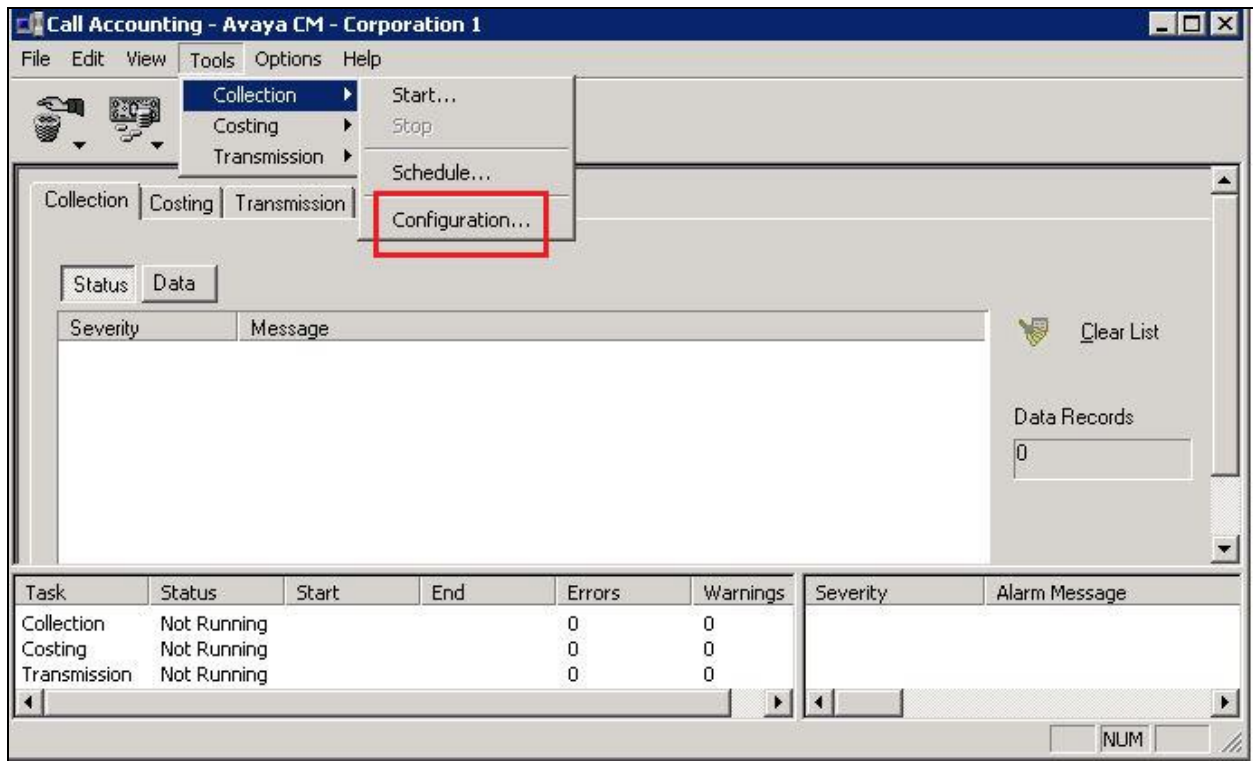 Call Accounting - Avaya CM - Corporation 1
File Edit View Tools Options Help
Collection
Costing
Transmission
Start...
Stop
Schedule...
Configuration...
Collection Costing Transmission
Status Data
Severity Message
Clear List
Data Records
0
Task Status Start End Errors Warnings
Collection Not Running 0 0
Costing Not Running 0 0
Transmission Not Running 0 0
Severity Alarm Message
NUM